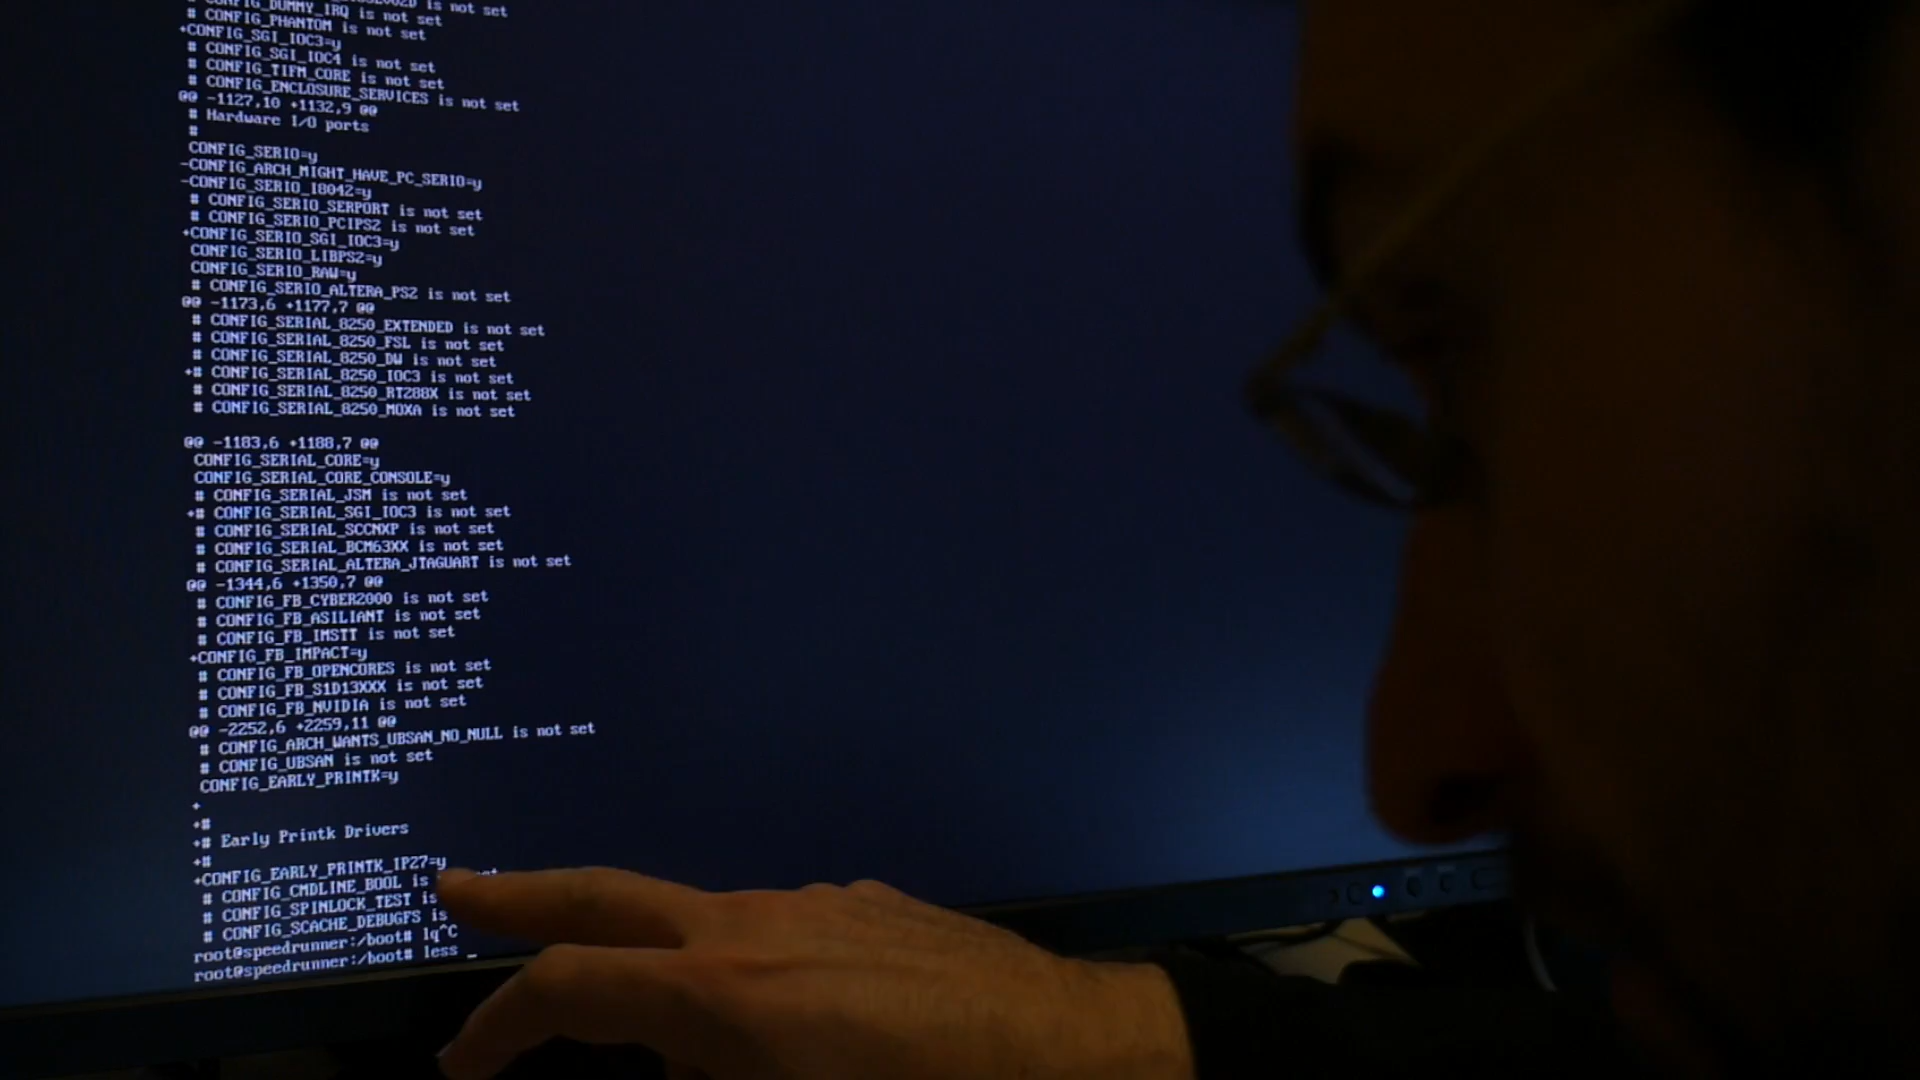 is not set
# CONFIG_DUMMY_IRQ is not set
# CONFIG_PHANTOM is not set
+CONFIG_SGI_IOC3=y
# CONFIG_SGI_IOC4 is not set
# CONFIG_TIFM_CORE is not set
# CONFIG_ENCLOSURE_SERVICES is not set
@@ -1127,10 +1132,9 @@
# Hardware I/O ports
#
CONFIG_SERIO=y
-CONFIG_ARCH_MIGHT_HAVE_PC_SERIO=y
-CONFIG_SERIO_I8042=y
# CONFIG_SERIO_SERPORT is not set
# CONFIG_SERIO_PCIPS2 is not set
+CONFIG_SERIO_SGI_IOC3=y
CONFIG_SERIO_LIBPS2=y
CONFIG_SERIO_RAW=y
# CONFIG_SERIO_ALTERA_PS2 is not set
@@ -1173,6 +1177,7 @@
# CONFIG_SERIAL_8250_EXTENDED is not set
# CONFIG_SERIAL_8250_FSL is not set
# CONFIG_SERIAL_8250_DW is not set
+# CONFIG_SERIAL_8250_IOC3 is not set
# CONFIG_SERIAL_8250_RT288X is not set
# CONFIG_SERIAL_8250_MOXA is not set
@@ -1183,6 +1188,7 @@
CONFIG_SERIAL_CORE=y
CONFIG_SERIAL_CORE_CONSOLE=y
# CONFIG_SERIAL_JSM is not set
+# CONFIG_SERIAL_SGI_IOC3 is not set
# CONFIG_SERIAL_SCCNXP is not set
# CONFIG_SERIAL_BCM63XX is not set
# CONFIG_SERIAL_ALTERA_JTAGUART is not set
@@ -1344,6 +1350,7 @@
# CONFIG_FB_CYBER2000 is not set
# CONFIG_FB_ASILIANT is not set
# CONFIG_FB_IMSTT is not set
+CONFIG_FB_IMPACT=y
# CONFIG_FB_OPENCORES is not set
# CONFIG_FB_S1D13XXX is not set
# CONFIG_FB_NVIDIA is not set
@@ -2252,6 +2259,11 @@
# CONFIG_ARCH_WANTS_UBSAN_NO_NULL is not set
# CONFIG_UBSAN is not set
CONFIG_EARLY_PRINTK=y
+
+#
+# Early Printk Drivers
+#
+CONFIG_EARLY_PRINTK_IP27=y
# CONFIG_CMDLINE_BOOL is
# CONFIG_SPINLOCK_TEST is
# CONFIG_SCACHE_DEBUGFS is
root@speedrunner:/boot# lq^C
root@speedrunner:/boot# less _